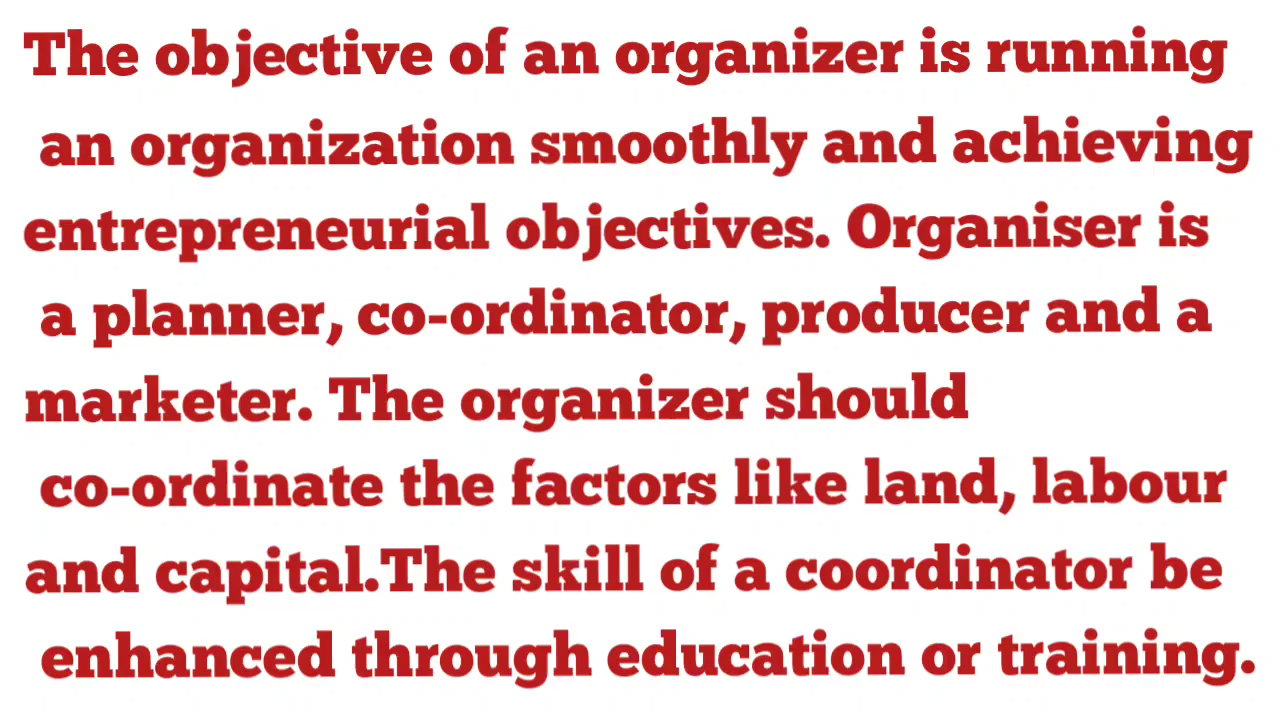 The objective of an organizer is running
an organization smoothly and achieving
entrepreneurial objectives. Organiser is
a planner, co-ordinator, producer and a
marketer. The organizer should
co-ordinate the factors like land, labour
and capital.The skill of a coordinator be
enhanced through education or training.